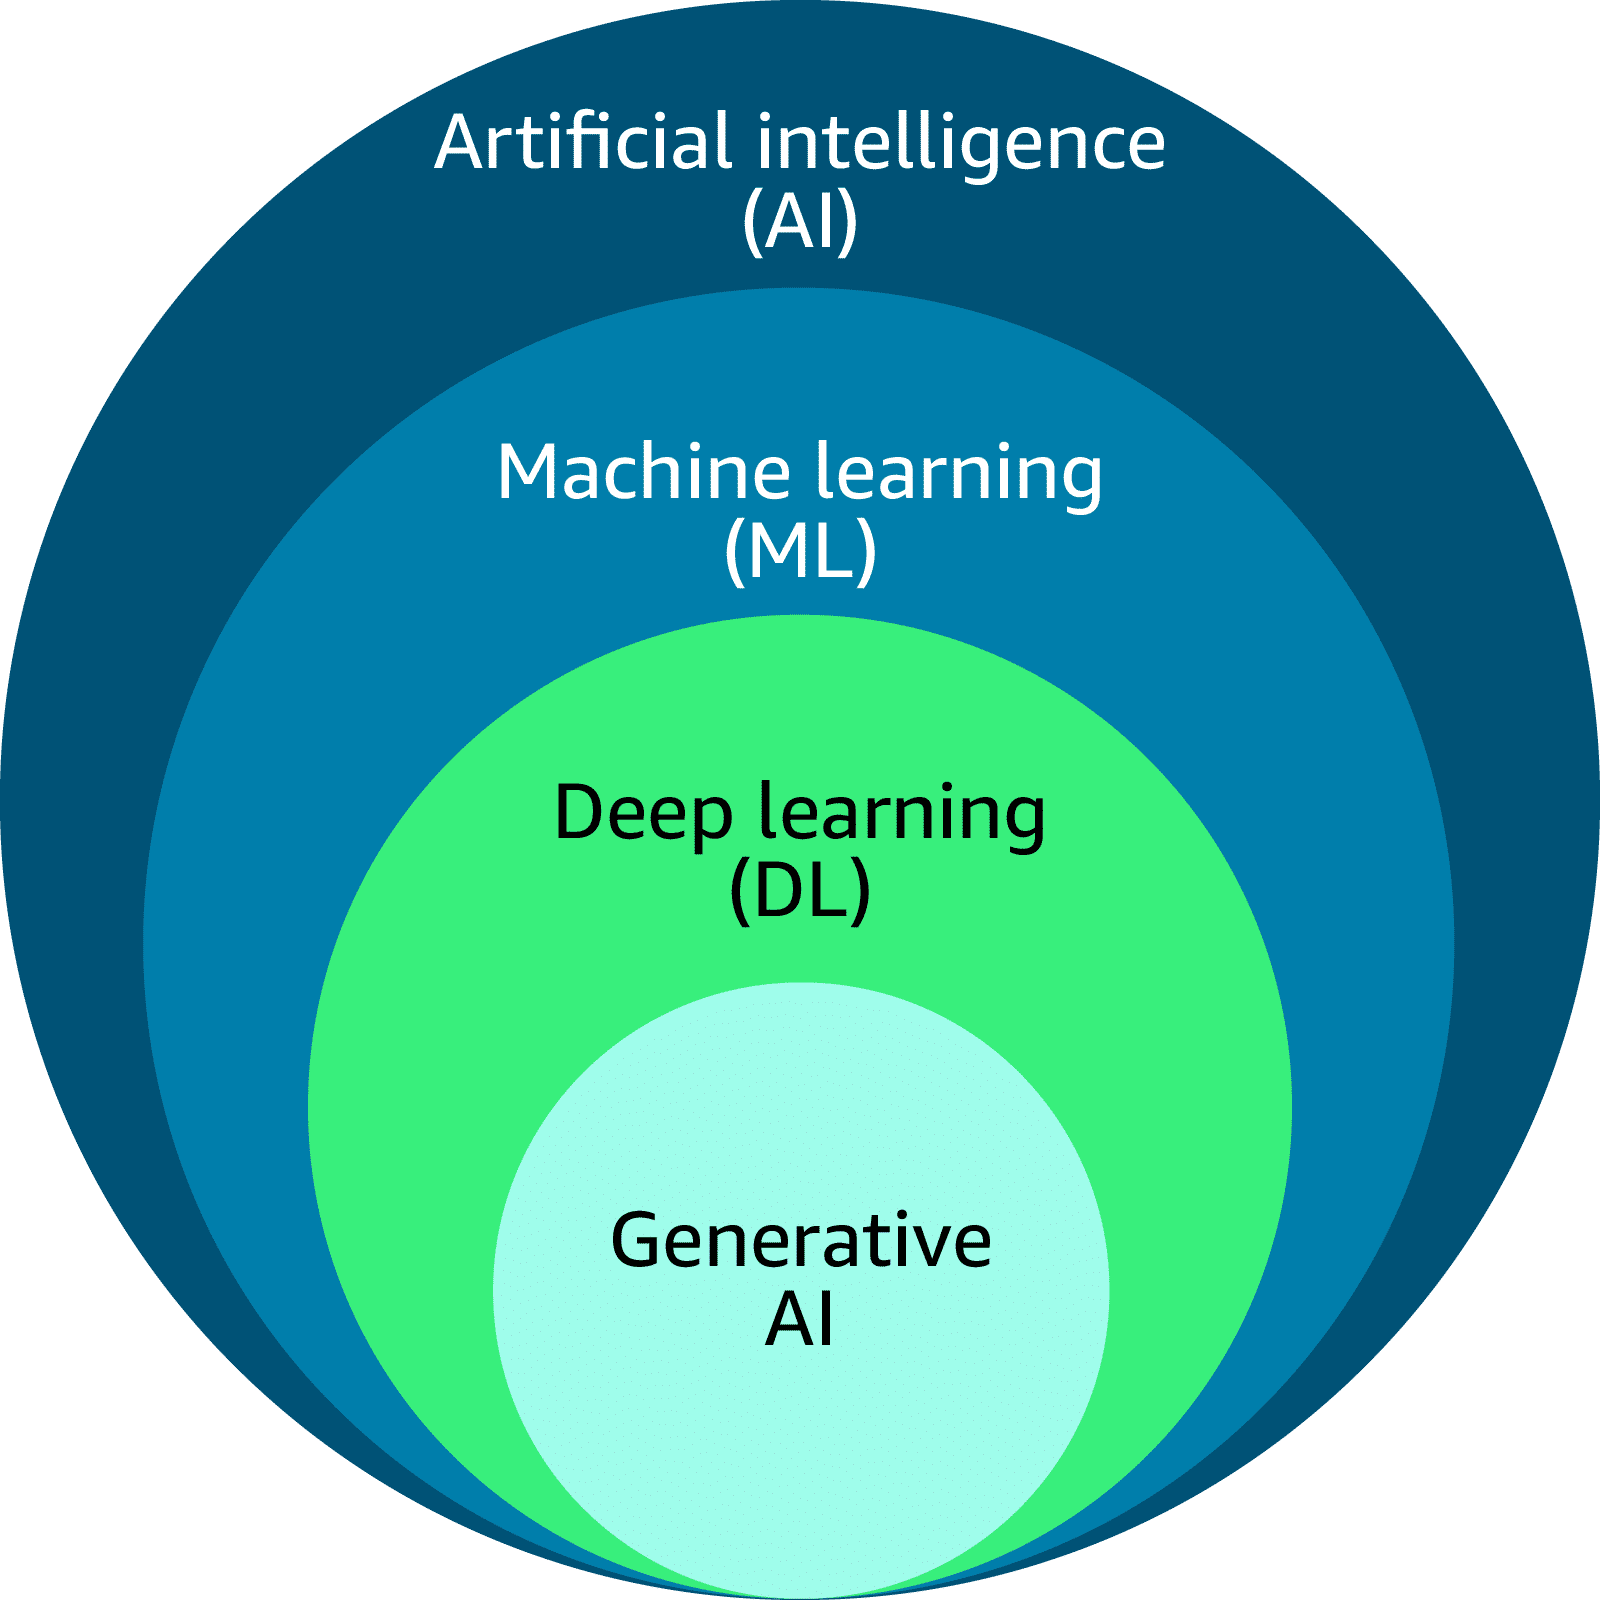 Artificial intelligence
(AI)
Machine learning
(ML)
Deep learning
(DL)
Generative
AI